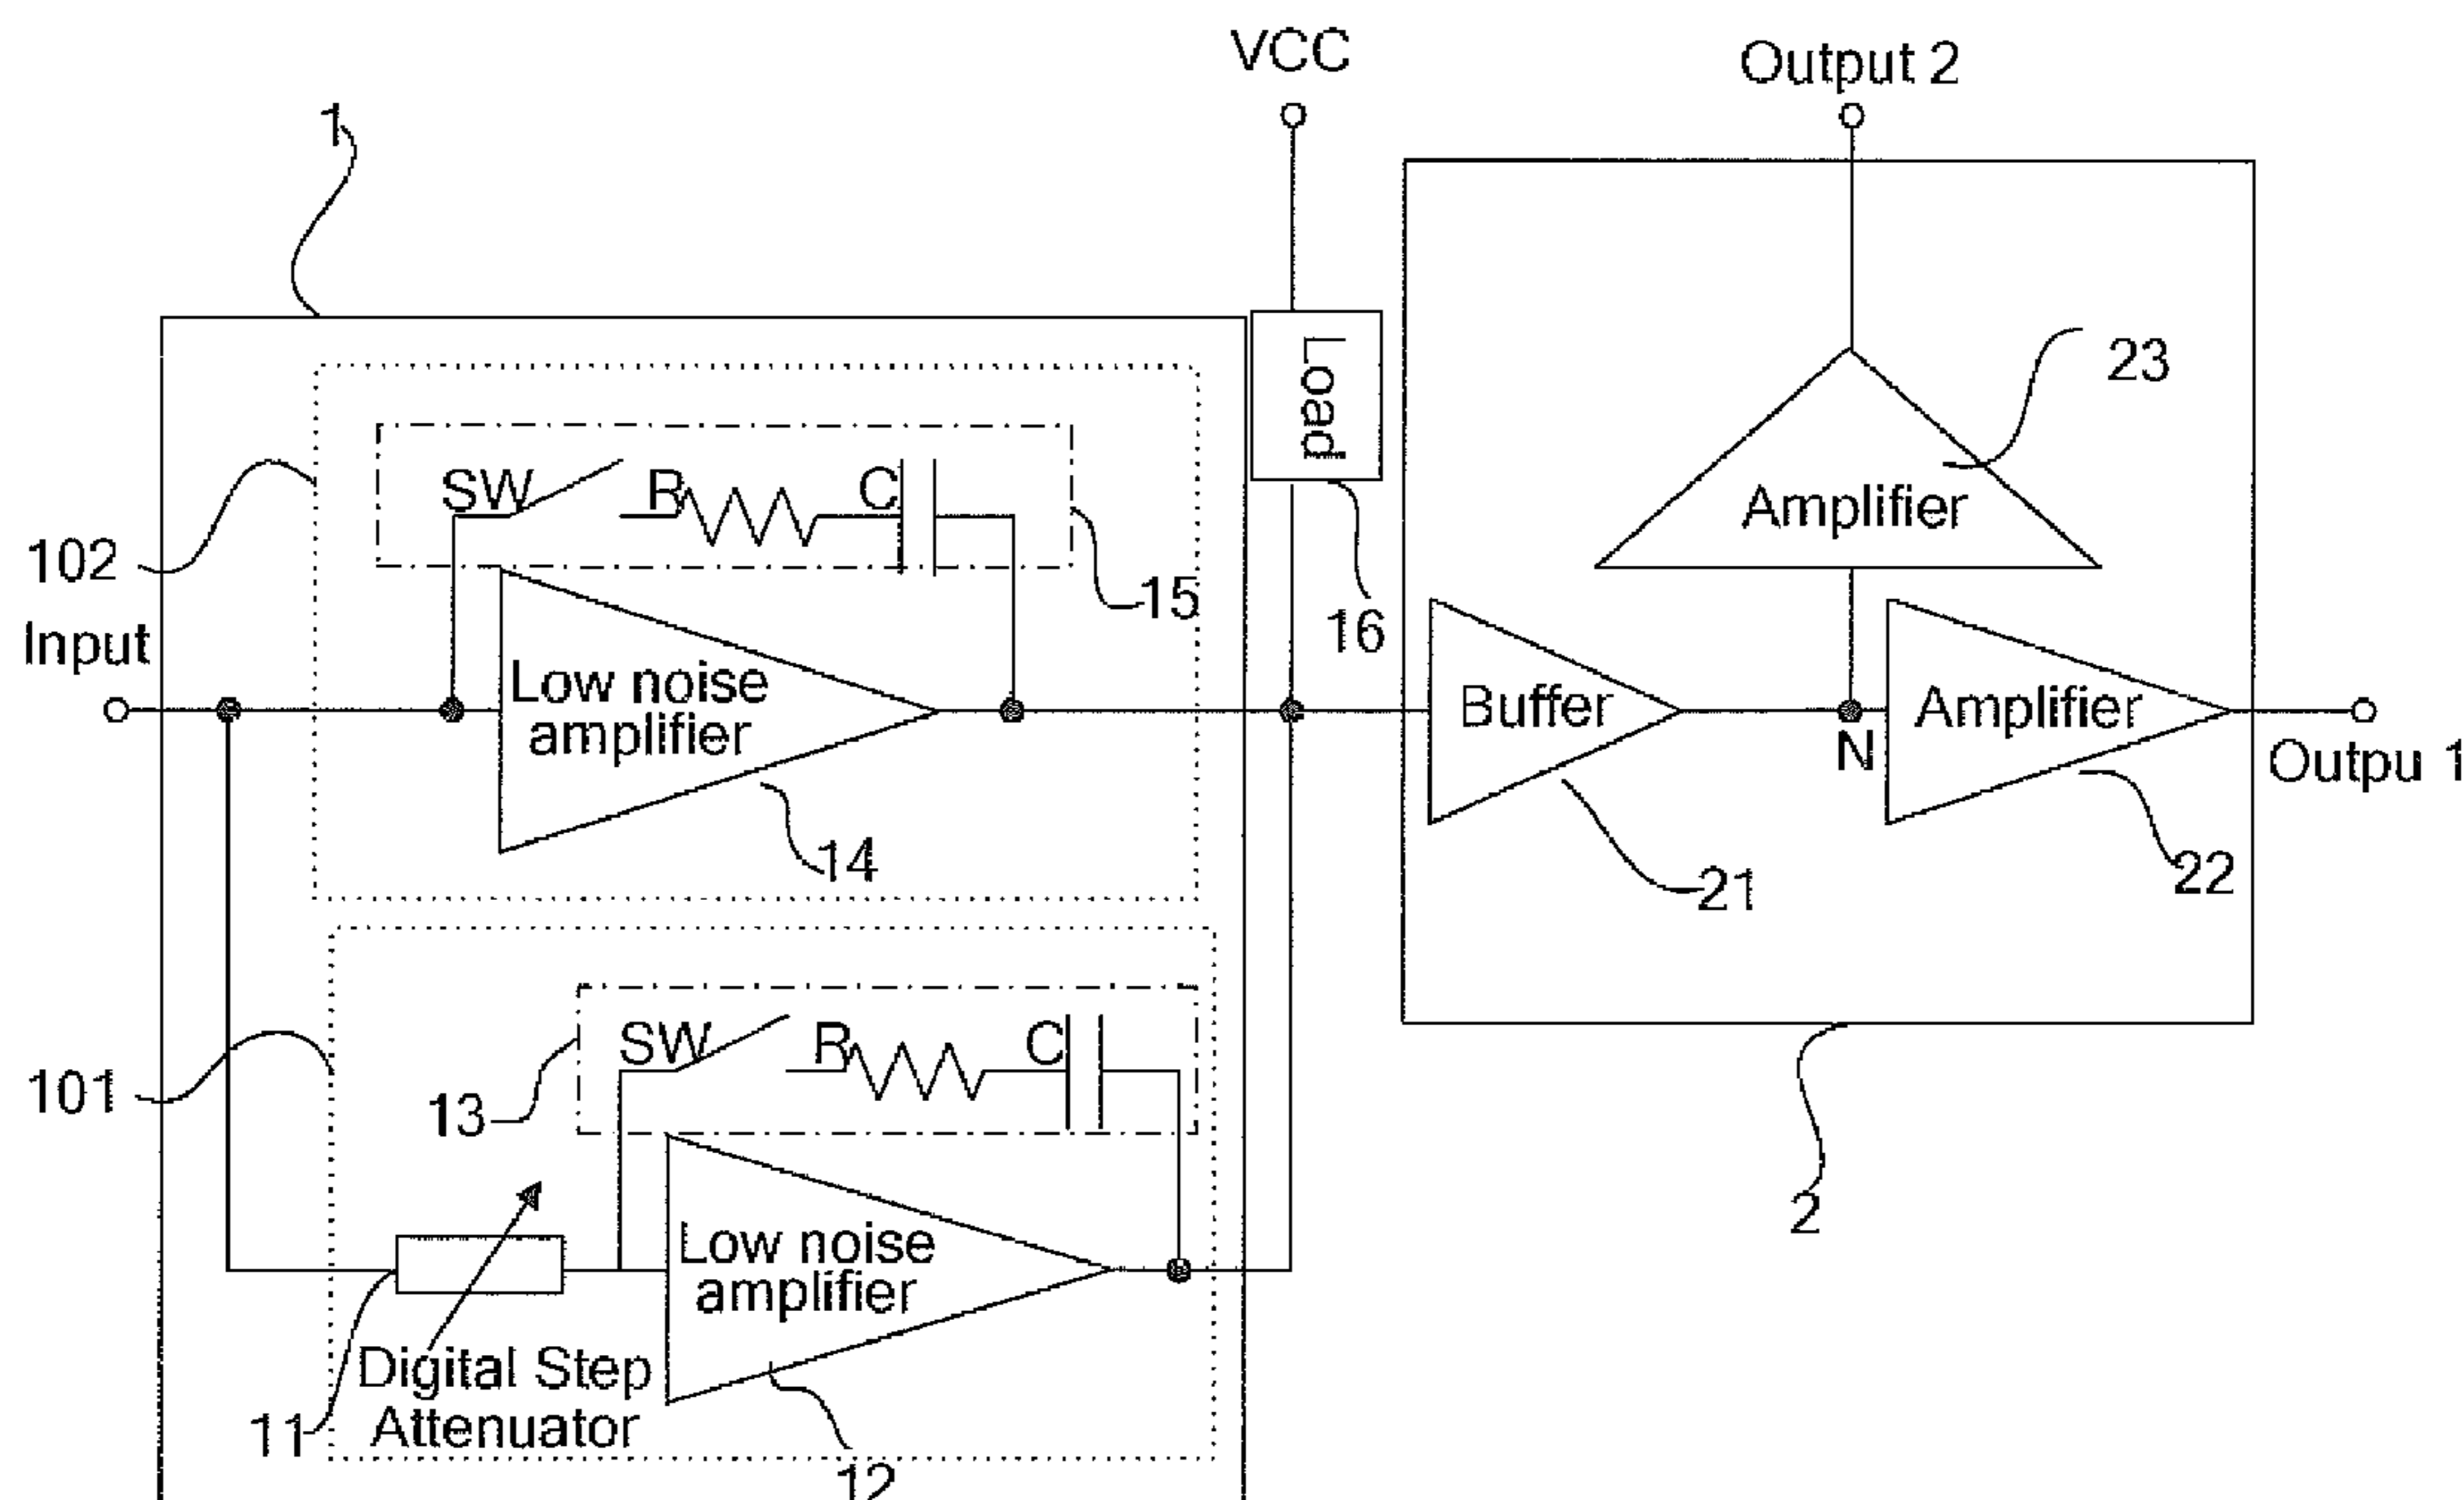 VCC
Output 2
1
Load
23
SW
R
C
Amplifier
102
15
16
Input
Low noise
amplifier
Buffer
N
Amplifier
Outpu 1
14
21
22
SW
R
C
101
13
2
Low noise
amplifier
Digital Step
Attenuator
11
12